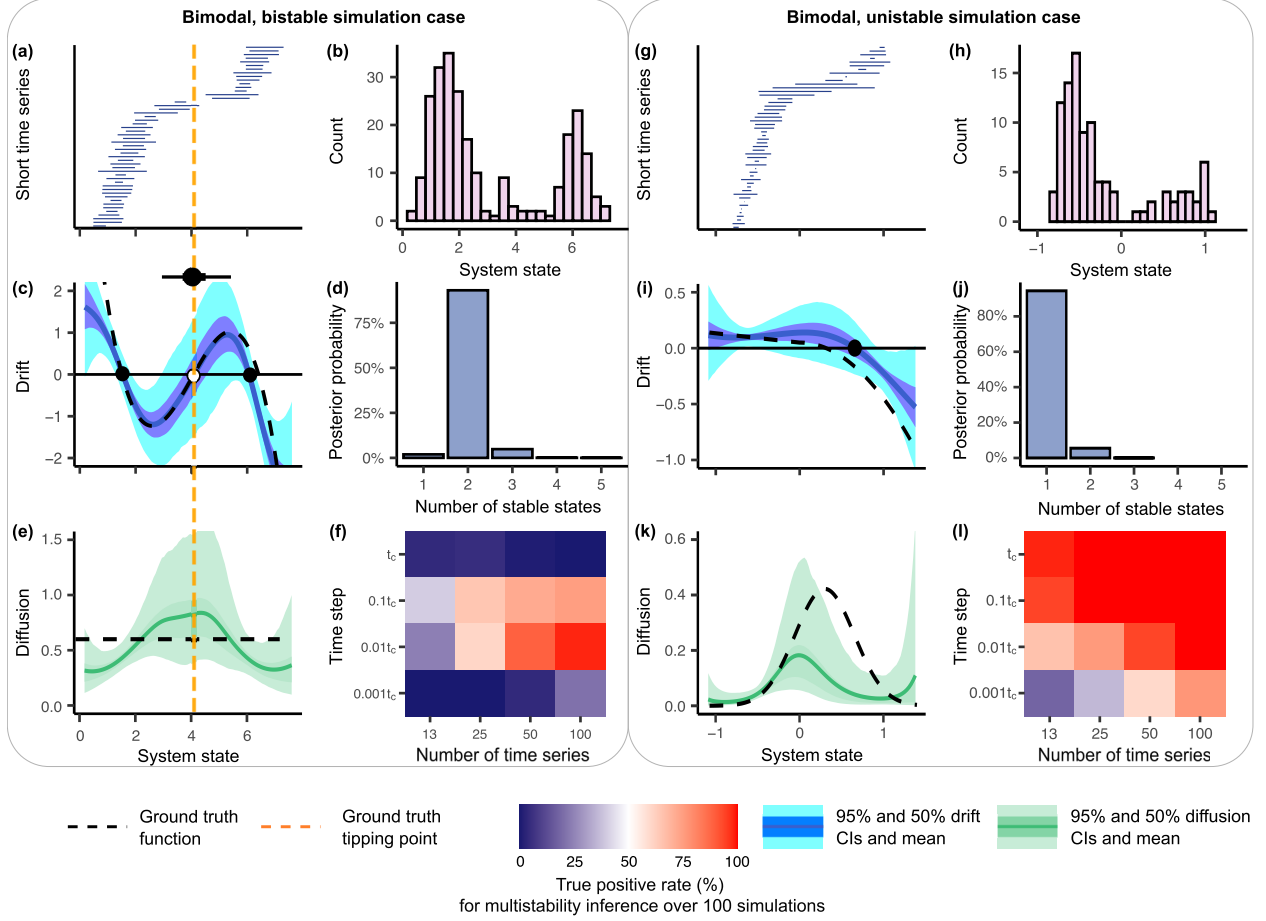 Bimodal, bistable simulation case
Bimodal, unistable simulation case
(a)
Short time series
(b)
Count
30
20
10
0
0 2 4 6
System state
(g)
Short time series
(h)
Count
15
10
5
0
−1 0 1
System state
(c)
Drift
2
1
0
−1
−2
(d)
Posterior probability
75%
50%
25%
0%
1 2 3 4 5
Number of stable states
(i)
Drift
0.5
0.0
−0.5
−1.0
(j)
Posterior probability
80%
60%
40%
20%
0%
1 2 3 4 5
Number of stable states
(e)
Diffusion
1.5
1.0
0.5
0.0
0 2 4 6
System state
(f)
Time step
tc
0.1tc
0.01tc
0.001tc
13 25 50 100
Number of time series
(k)
Diffusion
0.6
0.4
0.2
0.0
−1 0 1
System state
(l)
Time step
tc
0.1tc
0.01tc
0.001tc
13 25 50 100
Number of time series
Ground truth
function
Ground truth
tipping point
0 25 50 75 100
True positive rate (%)
for multistability inference over 100 simulations
95% and 50% drift
CIs and mean
95% and 50% diffusion
CIs and mean